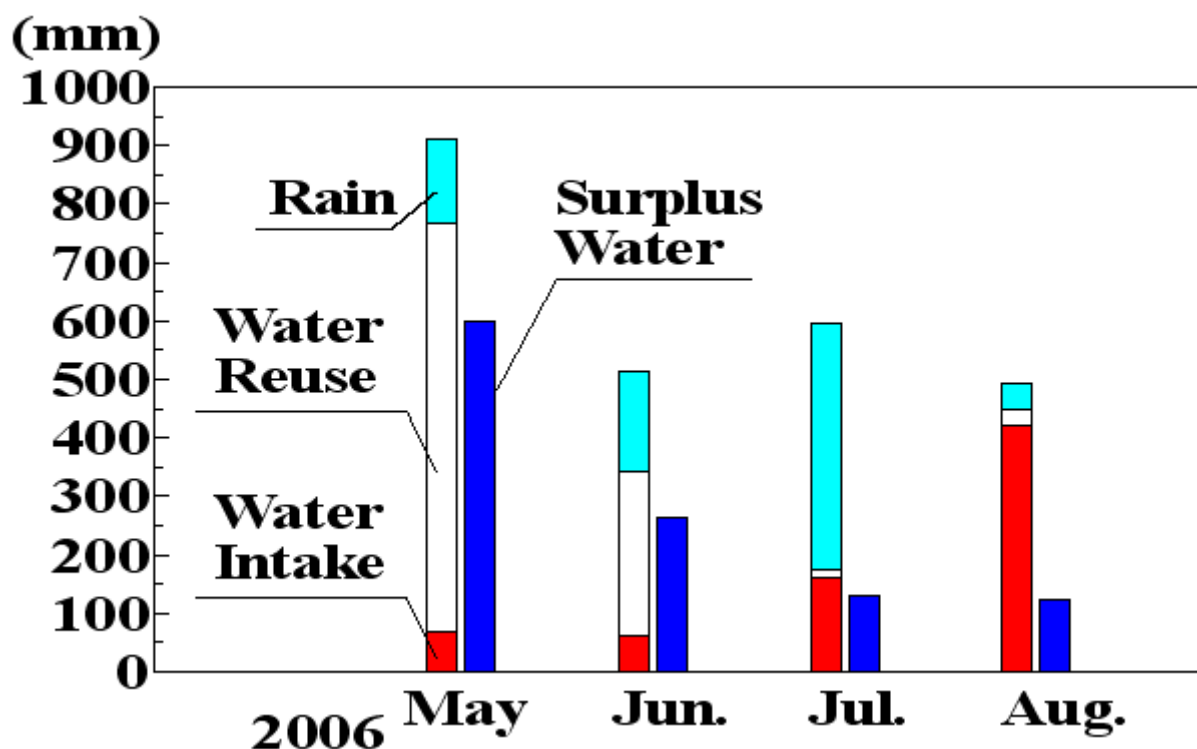 (mm)
1000
900
800
700
600
500
400
300
200
100
0
Rain
Surplus
Water
Water
Reuse
Water
Intake
May
Jun.
Jul.
Aug.
2006